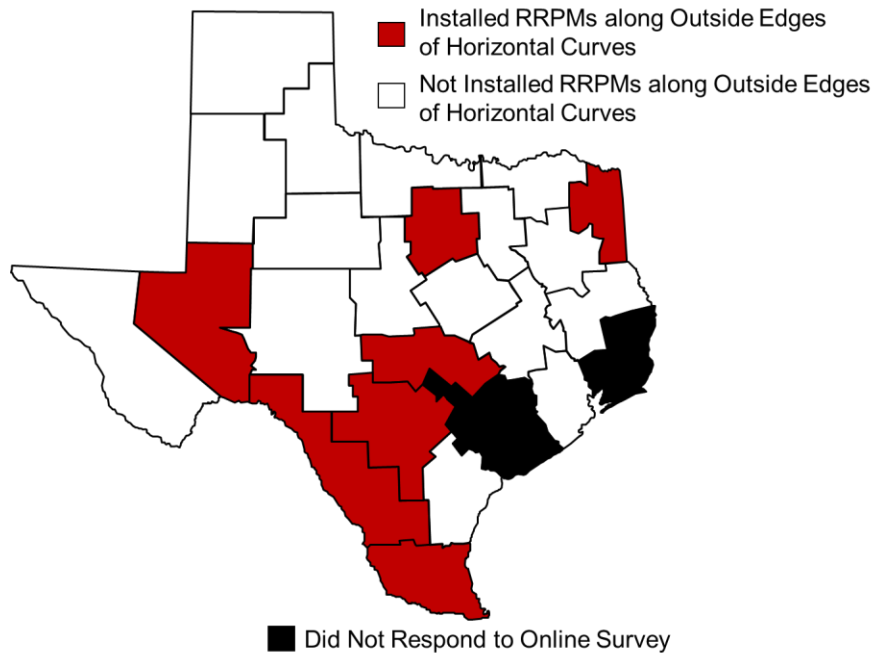 Installed RRPMs along Outside Edges
of Horizontal Curves
Not Installed RRPMs along Outside Edges
of Horizontal Curves
Did Not Respond to Online Survey